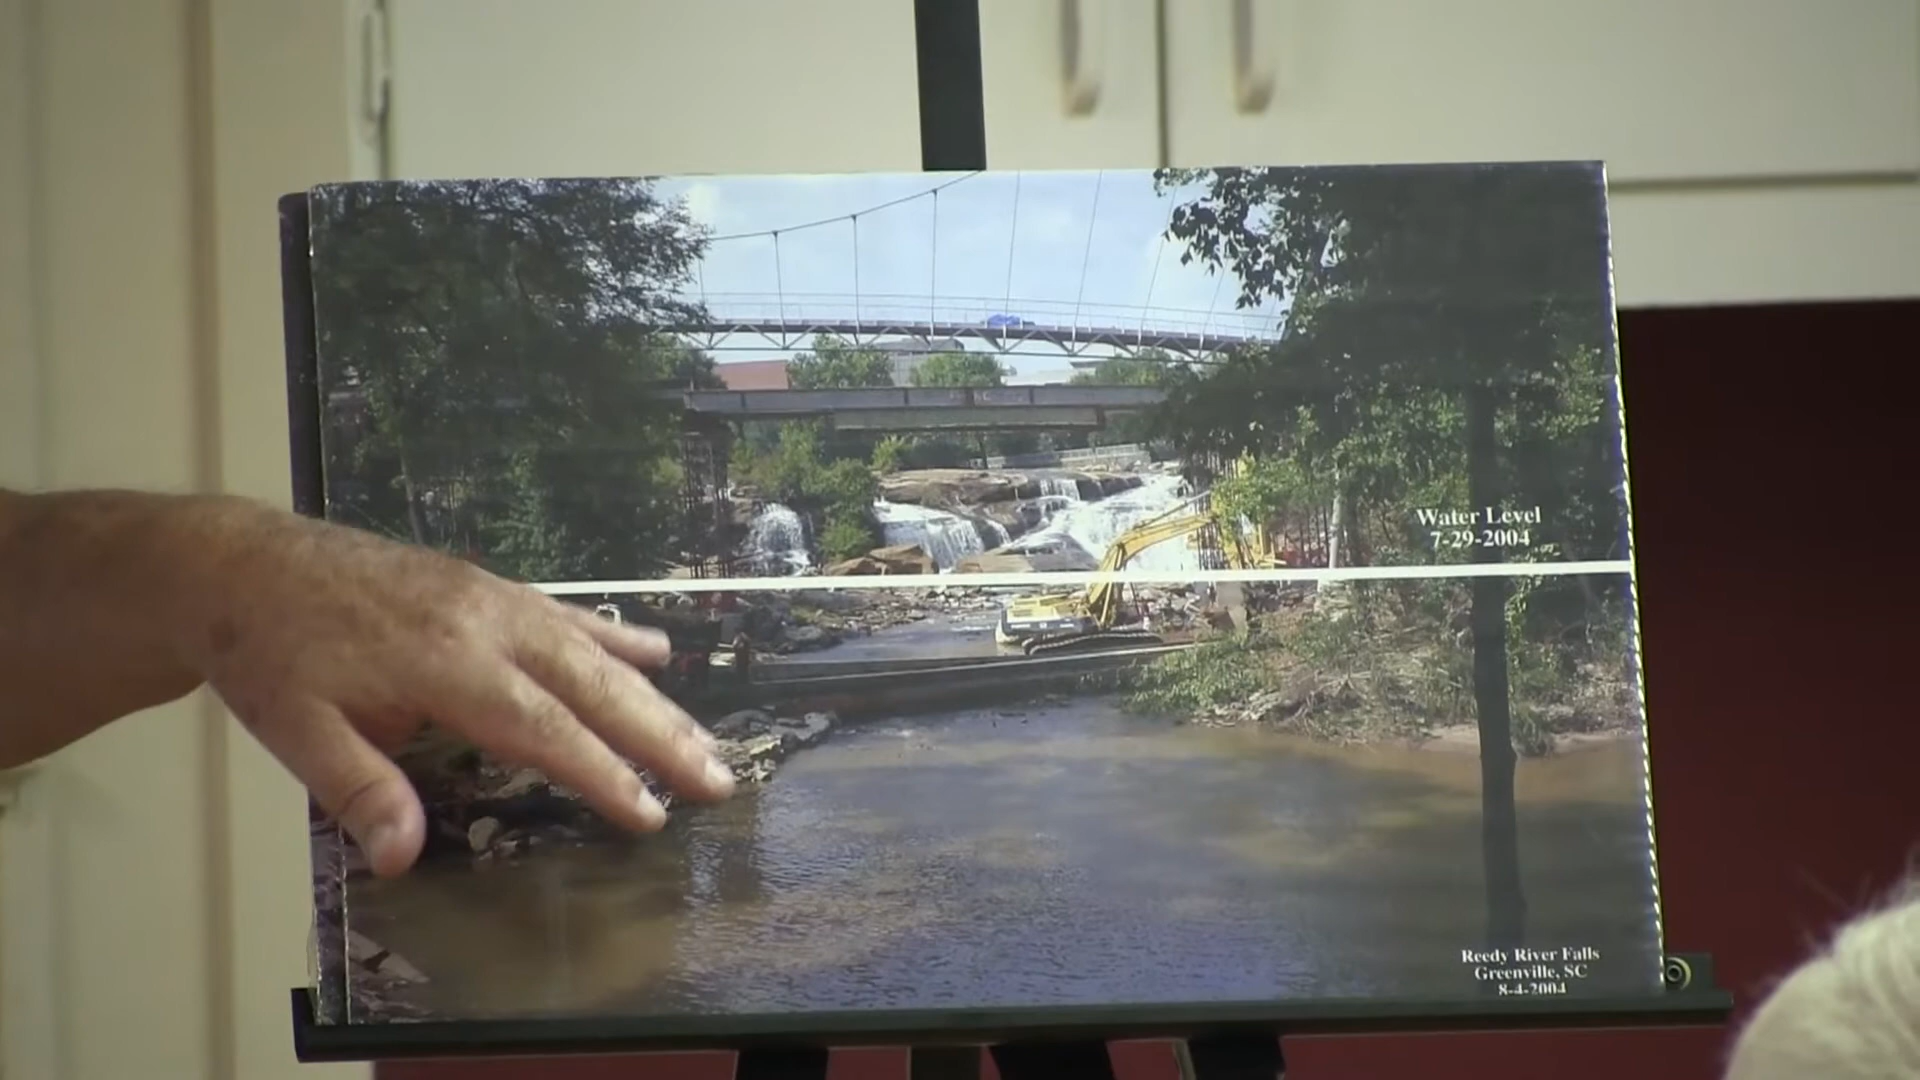 Water Level
7-29-2004
Reedy River Falls
Greenville, SC
8-4-2004